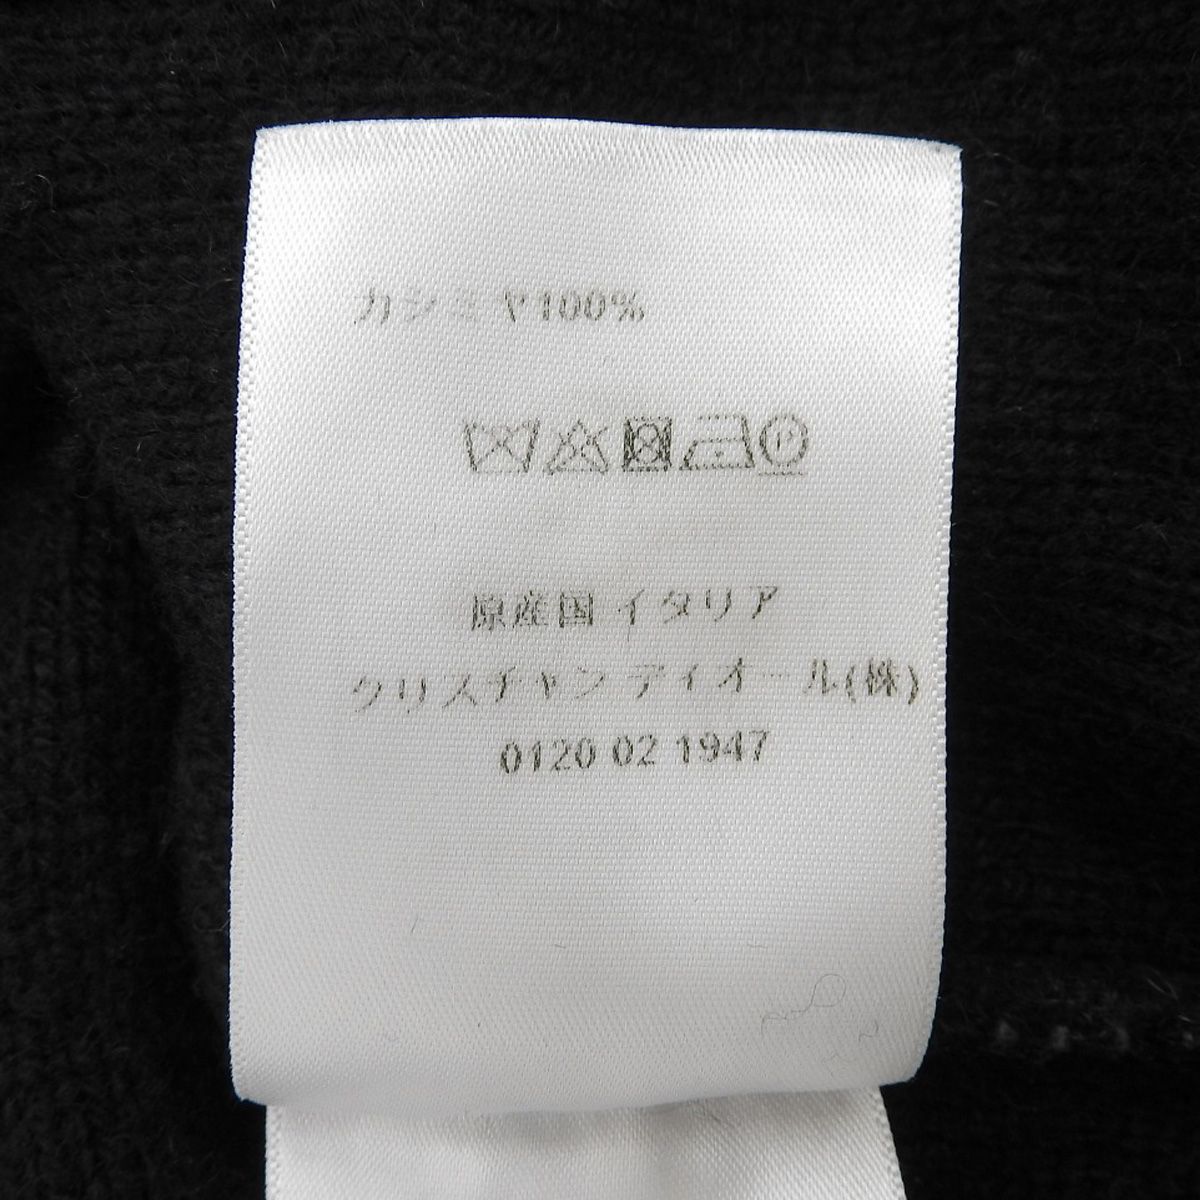 カシミヤ100%
P
原産国 イタリア
クリスチャン ディオール(株)
0120 02 1947